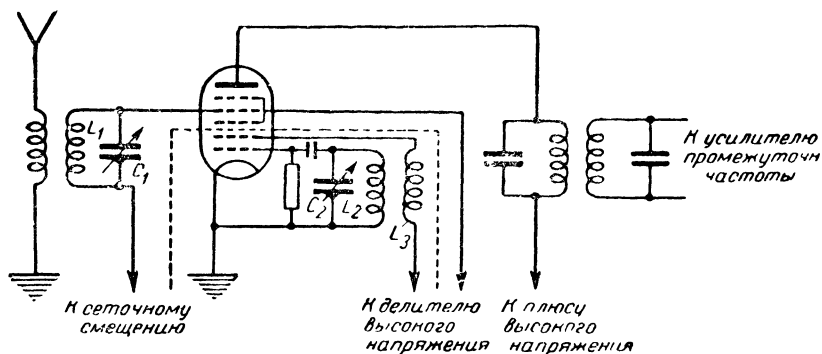 L₁
C₁
C₂
L₂
L₃
К усилителю
промежуточн
частоты
К сеточному
смещению
К делителю
высокого
напряжения
К плюсу
высокого
напряжения